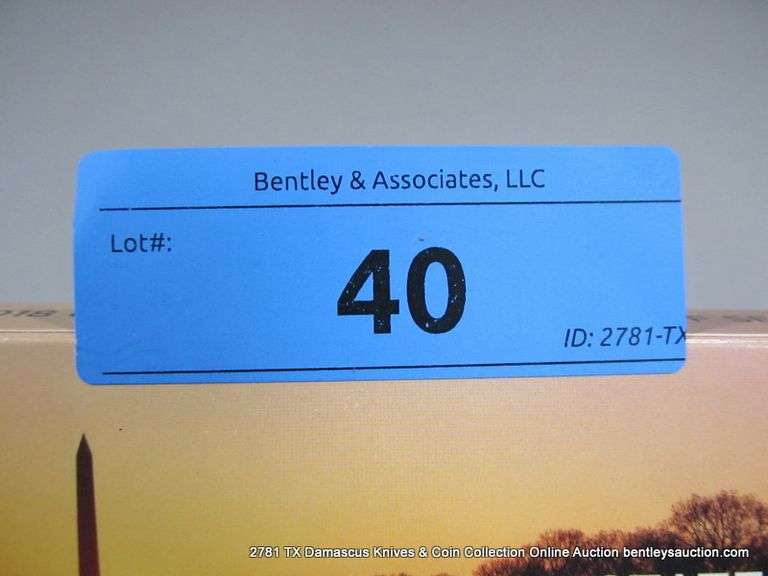 Bentley & Associates, LLC
Lot#:
40
ID: 2781-TX
2781 TX Damascus Knives & Coin Collection Online Auction bentleysauction.com